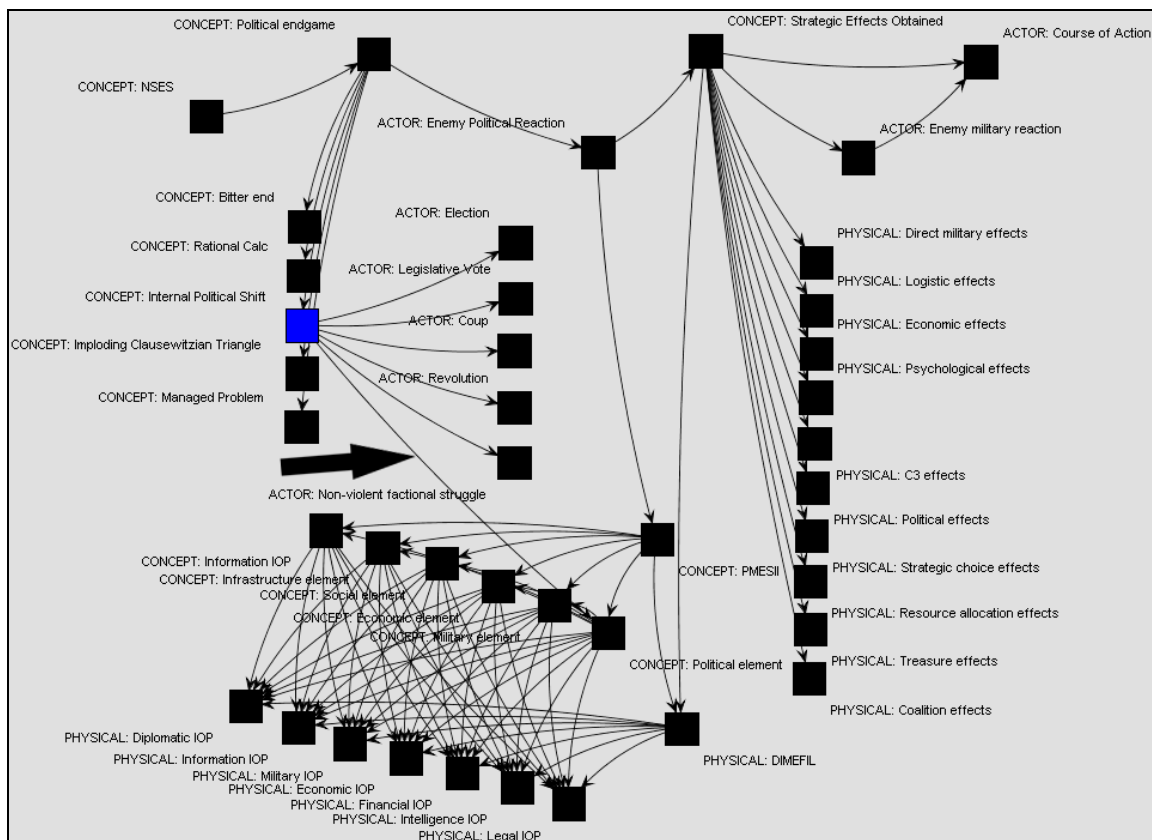 CONCEPT: Political endgame
CONCEPT: Strategic Effects Obtained
ACTOR: Course of Action
CONCEPT: NSES
ACTOR: Enemy Political Reaction
ACTOR: Enemy military reaction
CONCEPT: Bitter end
ACTOR: Election
PHYSICAL: Direct military effects
CONCEPT: Rational Calc
ACTOR: Legislative Vote
PHYSICAL: Logistic effects
CONCEPT: Internal Political Shift
ACTOR: Coup
PHYSICAL: Economic effects
CONCEPT: Imploding Clausewitzian Triangle
PHYSICAL: Psychological effects
ACTOR: Revolution
CONCEPT: Managed Problem
PHYSICAL: C3 effects
ACTOR: Non-violent factional struggle
PHYSICAL: Political effects
CONCEPT: Information IOP
CONCEPT: PMESII
PHYSICAL: Strategic choice effects
CONCEPT: Infrastructure element
CONCEPT: Social element
PHYSICAL: Resource allocation effects
CONCEPT: Economic element
CONCEPT: Military element
CONCEPT: Political element
PHYSICAL: Treasure effects
PHYSICAL: Coalition effects
PHYSICAL: Diplomatic IOP
PHYSICAL: Information IOP
PHYSICAL: DIMEFIL
PHYSICAL: Military IOP
PHYSICAL: Economic IOP
PHYSICAL: Financial IOP
PHYSICAL: Intelligence IOP
PHYSICAL: Legal IOP